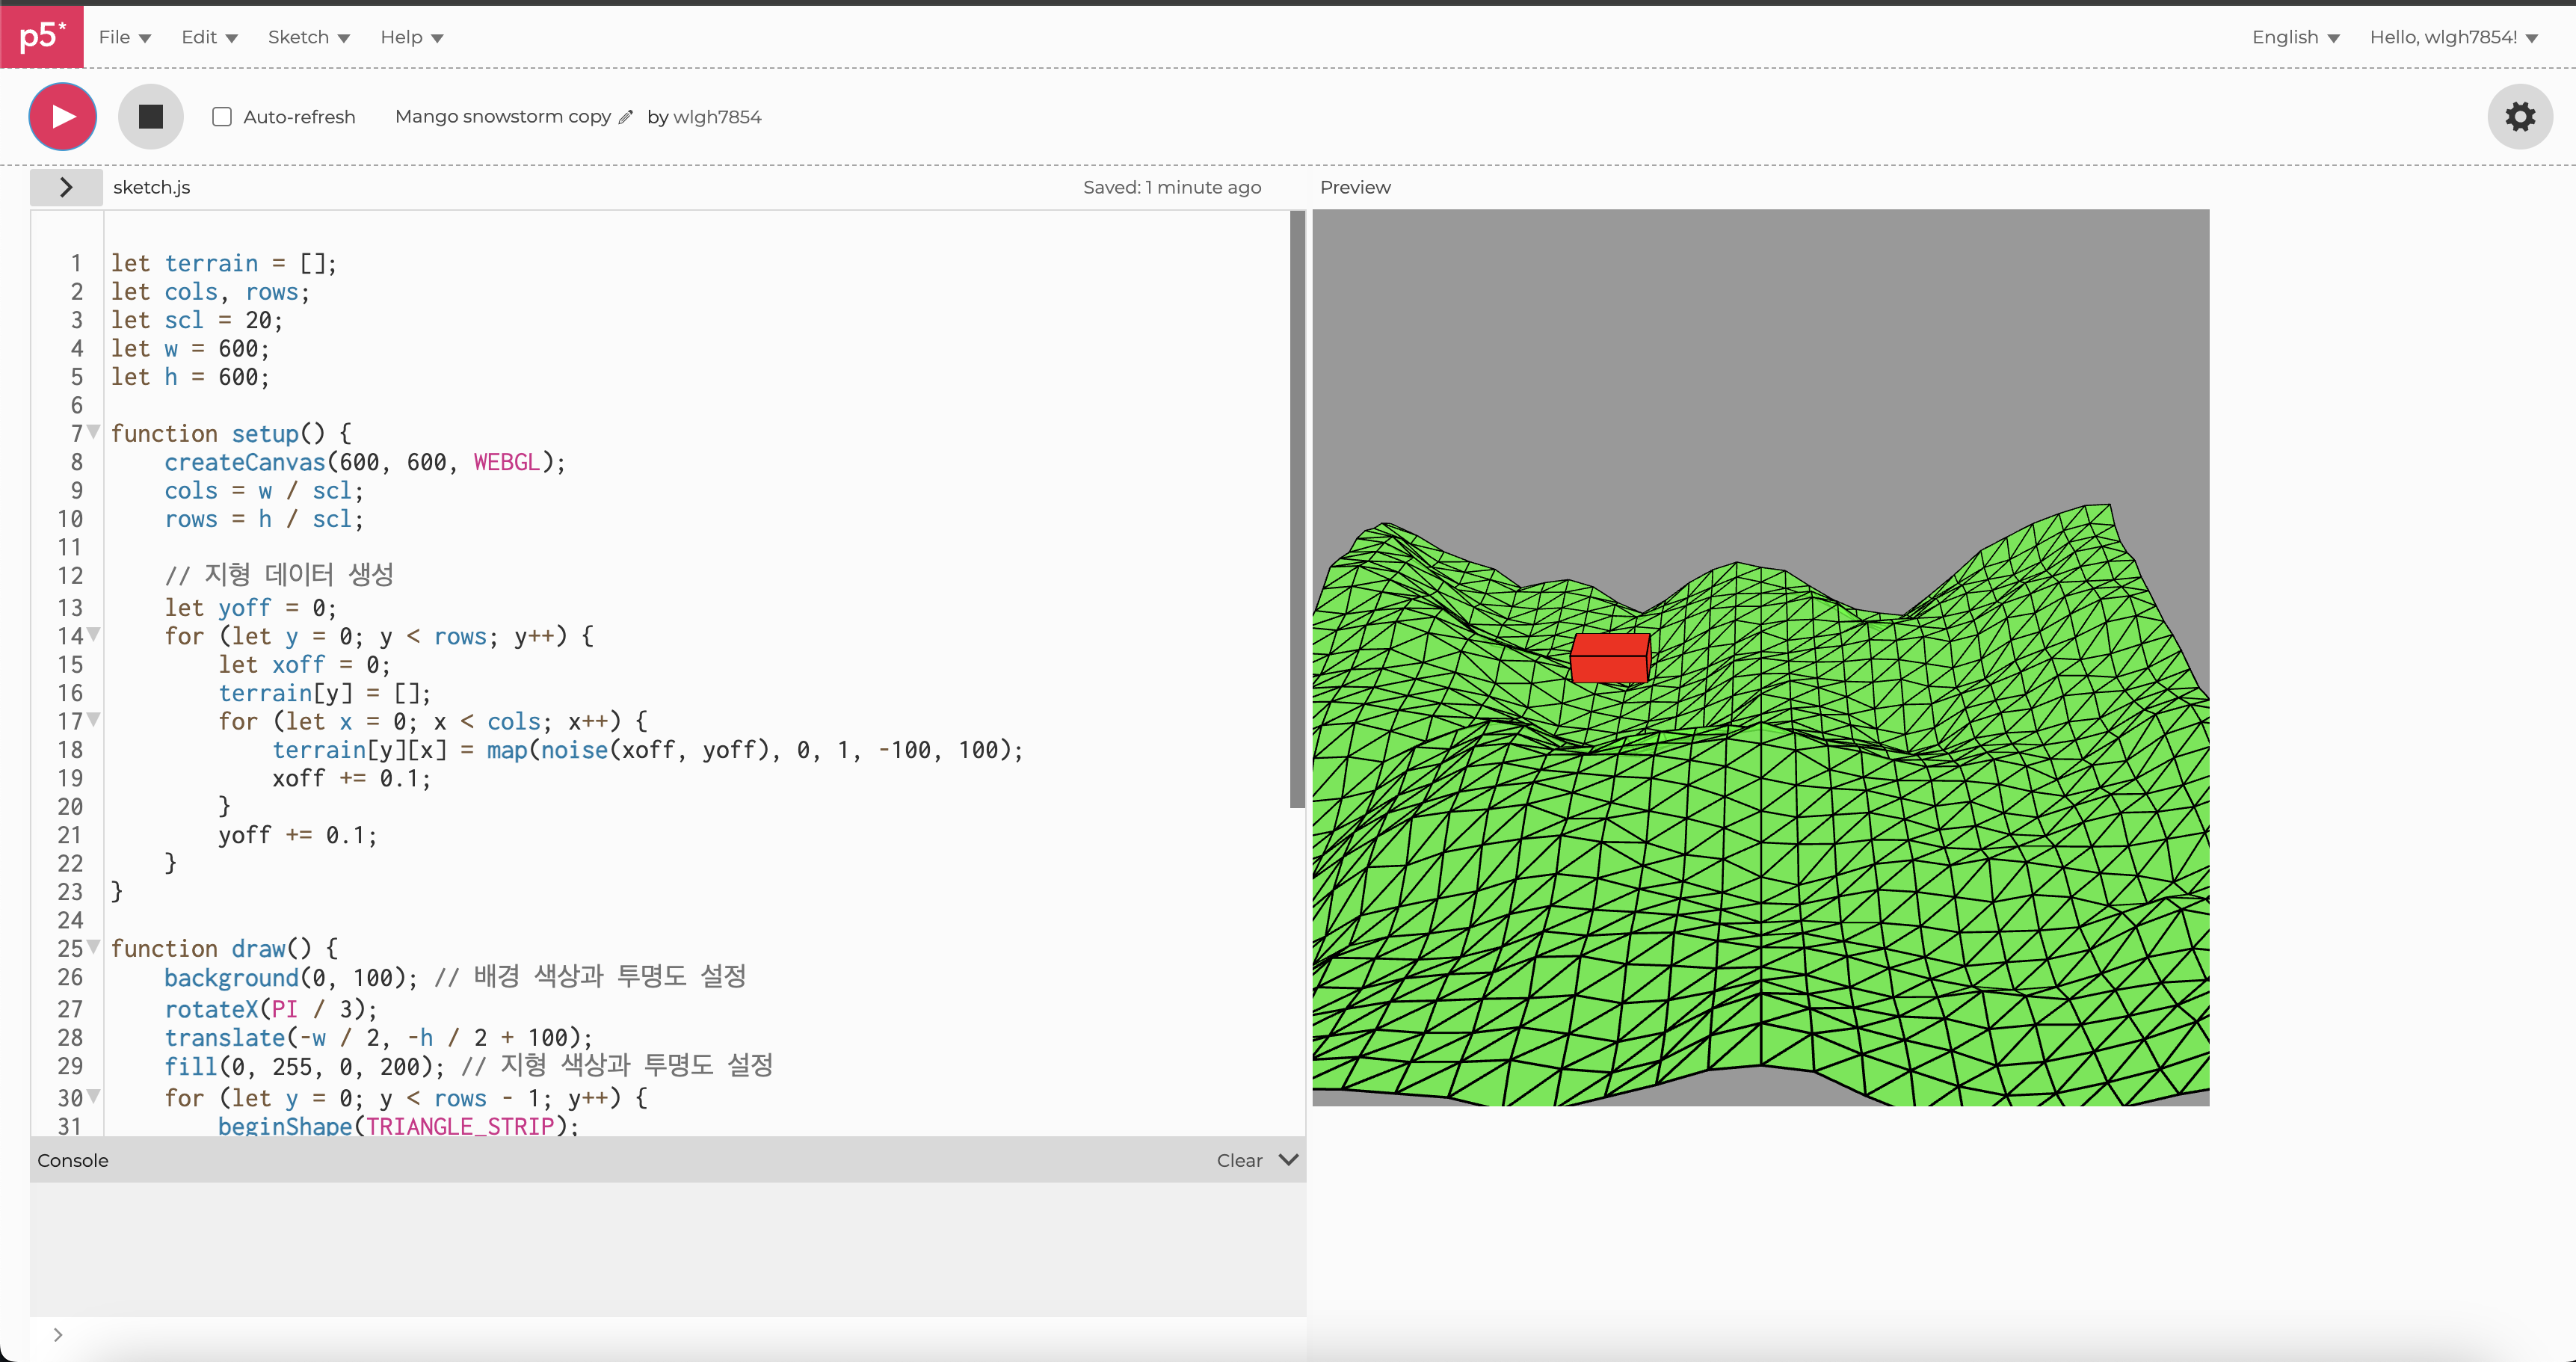 p5* File Edit Sketch Help English Hello, wlgh7854!
Auto-refresh Mango snowstorm copy by wlgh7854
sketch.js Saved: 1 minute ago Preview
1 let terrain = [];
2 let cols, rows;
3 let scl = 20;
4 let w = 600;
5 let h = 600;
6
7 function setup() {
8 createCanvas(600, 600, WEBGL);
9 cols = w / scl;
10 rows = h / scl;
11
12 // 지형 데이터 생성
13 let yoff = 0;
14 for (let y = 0; y < rows; y++) {
15 let xoff = 0;
16 terrain[y] = [];
17 for (let x = 0; x < cols; x++) {
18 terrain[y][x] = map(noise(xoff, yoff), 0, 1, -100, 100);
19 xoff += 0.1;
20 }
21 yoff += 0.1;
22 }
23 }
24
25 function draw() {
26 background(0, 100); // 배경 색상과 투명도 설정
27 rotateX(PI / 3);
28 translate(-w / 2, -h / 2 + 100);
29 fill(0, 255, 0, 200); // 지형 색상과 투명도 설정
30 for (let y = 0; y < rows - 1; y++) {
31 beginShape(TRIANGLE_STRIP);
Console Clear